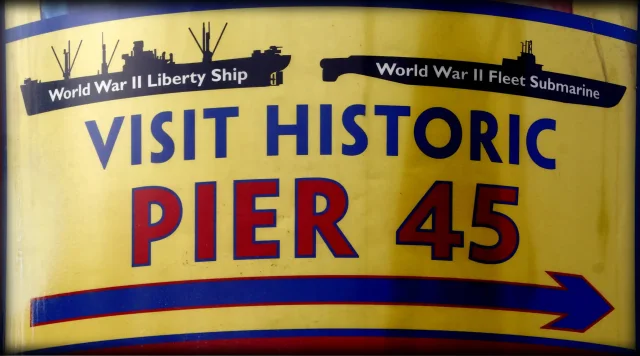 World War II Liberty Ship
World War II Fleet Submarine
VISIT HISTORIC
PIER 45